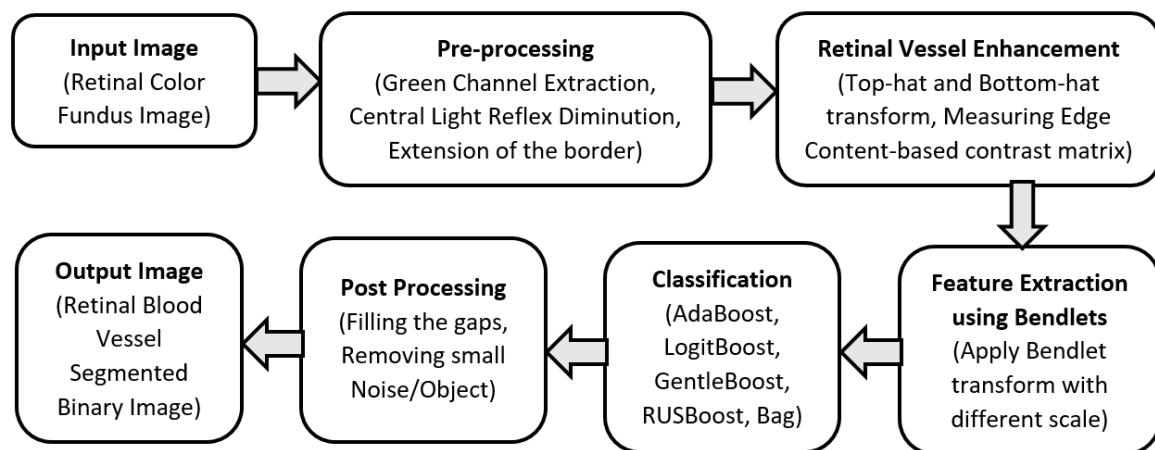 Input Image
(Retinal Color
Fundus Image)
Pre-processing
(Green Channel Extraction,
Central Light Reflex Diminution,
Extension of the border)
Retinal Vessel Enhancement
(Top-hat and Bottom-hat
transform, Measuring Edge
Content-based contrast matrix)
Feature Extraction
using Bendlets
(Apply Bendlet
transform with
different scale)
Classification
(AdaBoost,
LogitBoost,
GentleBoost,
RUSBoost, Bag)
Post Processing
(Filling the gaps,
Removing small
Noise/Object)
Output Image
(Retinal Blood
Vessel
Segmented
Binary Image)